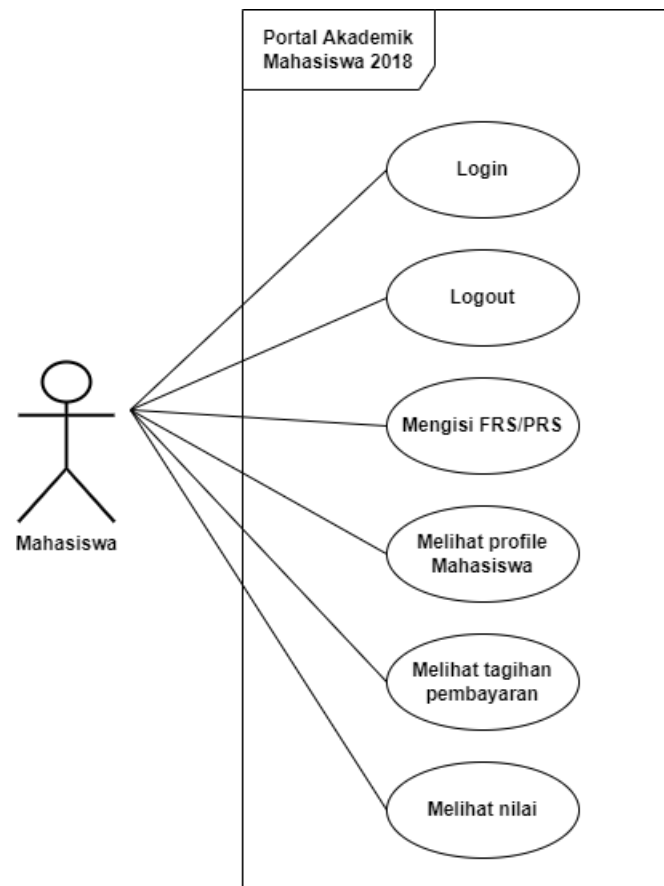 Portal Akademik
Mahasiswa 2018
Login
Logout
Mengisi FRS/PRS
Mahasiswa
Melihat profile
Mahasiswa
Melihat tagihan
pembayaran
Melihat nilai